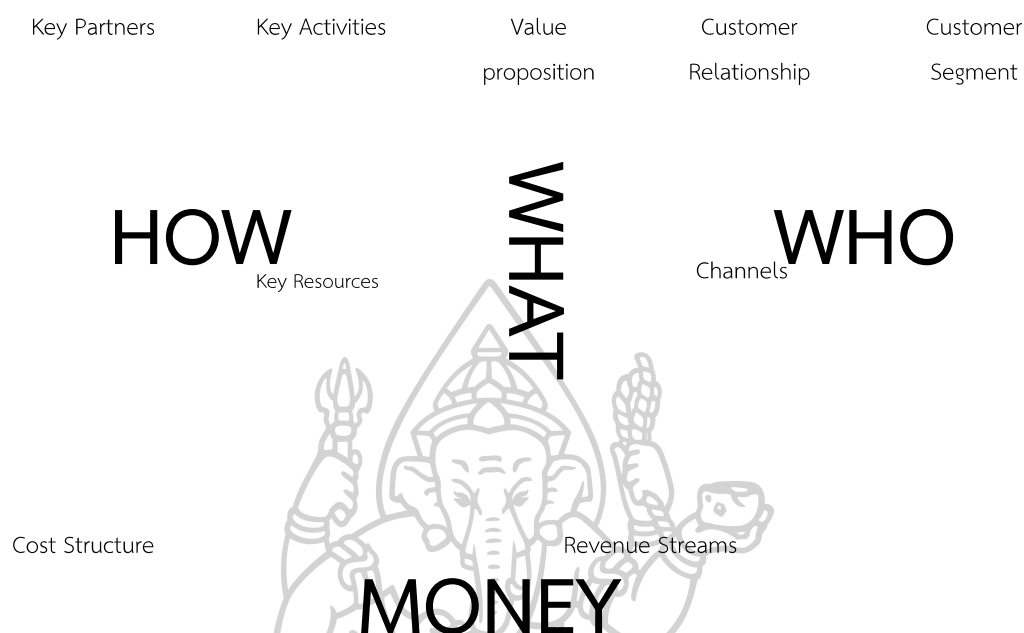 Key Partners
Key Activities
Value
proposition
Customer
Relationship
Customer
Segment
HOW
WHAT
WHO
Key Resources
Channels
Cost Structure
Revenue Streams
MONEY